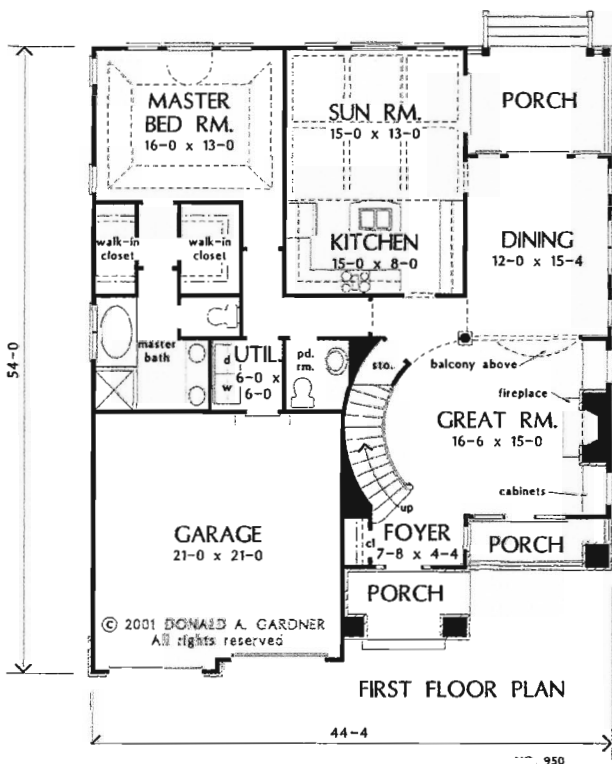 MASTER
BED RM.
16-0 x 13-0
SUN RM.
15-0 x 13-0
PORCH
walk-in
closet
walk-in
closet
KITCHEN
15-0 x 8-0
DINING
12-0 x 15-4
54-0
master
bath
d
w
UTIL.
6-0 x
6-0
pd.
rm.
sto.
balcony above
fireplace
GREAT RM.
16-6 x 15-0
cabinets
up
GARAGE
21-0 x 21-0
cl
FOYER
7-8 x 4-4
PORCH
PORCH
© 2001 DONALD A. GARDNER
All rights reserved
FIRST FLOOR PLAN
44-4
950